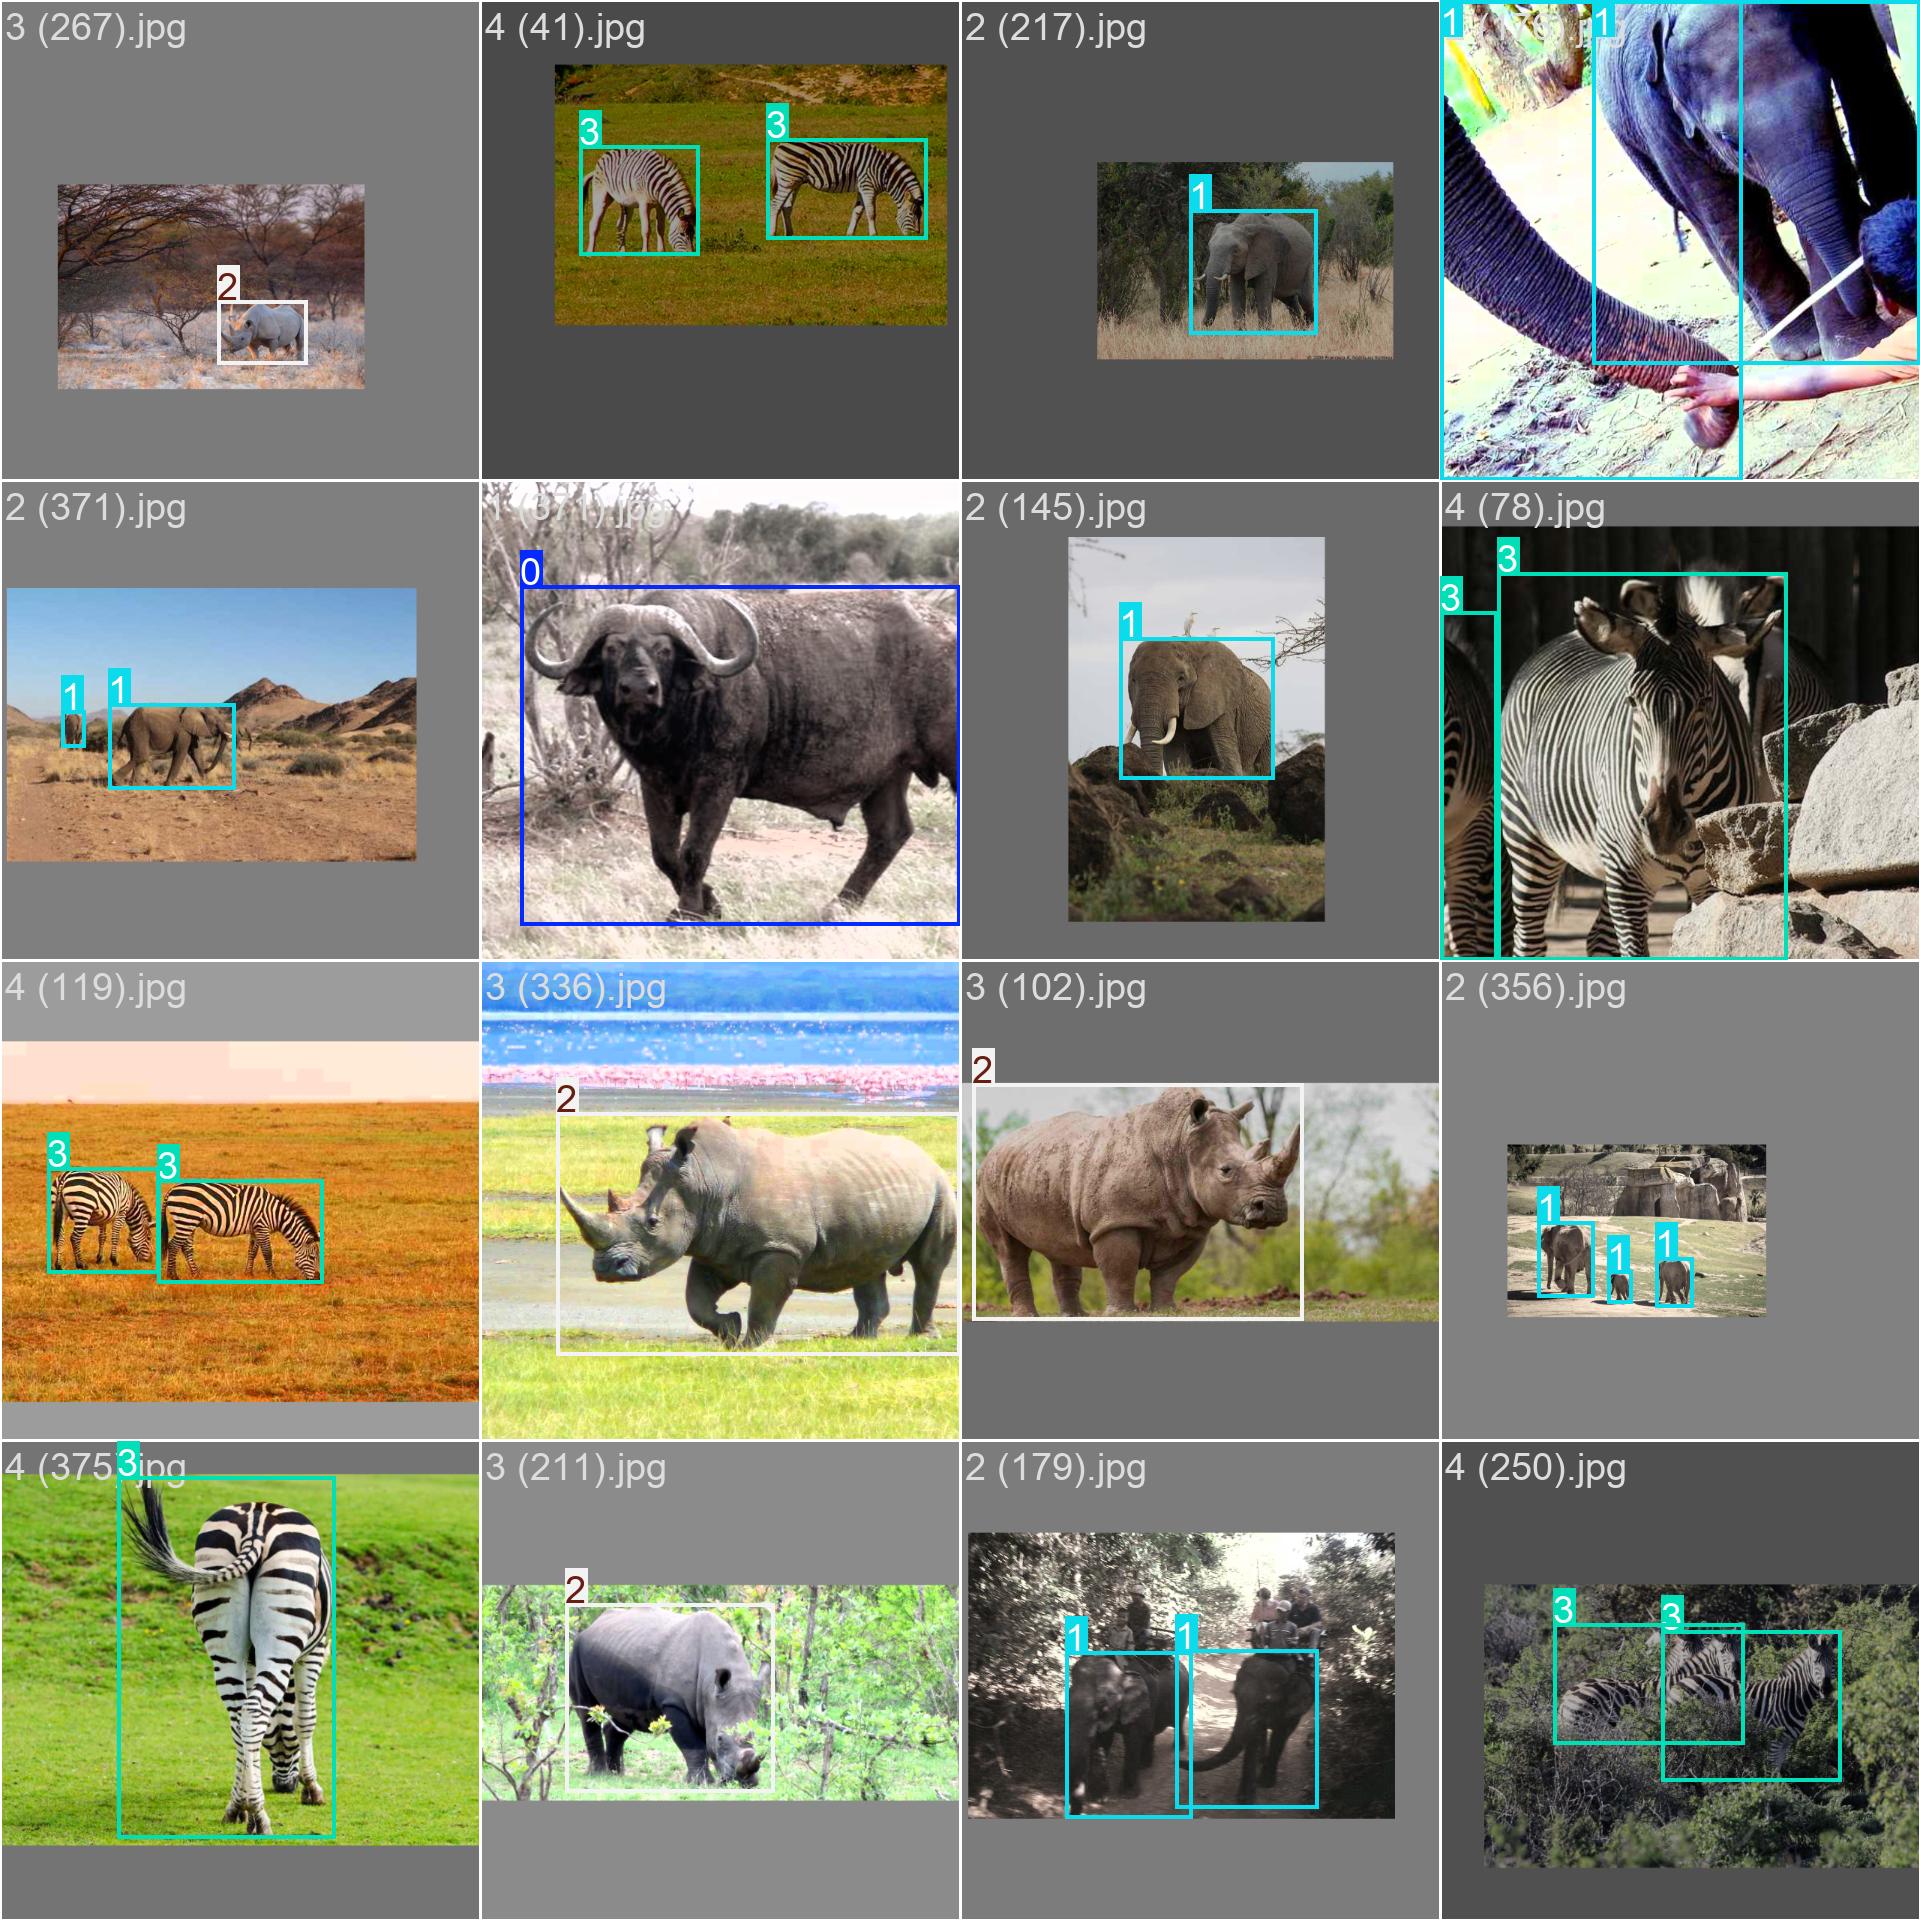 3 (267).jpg
4 (41).jpg
2 (217).jpg
1
1
2
3
3
1
2 (371).jpg
1 (371).jpg
2 (145).jpg
4 (78).jpg
1
1
0
1
3
3
4 (119).jpg
3 (336).jpg
3 (102).jpg
2 (356).jpg
3
3
2
2
1
1
1
4 (375).jpg
3 (211).jpg
2 (179).jpg
4 (250).jpg
3
2
1
1
3
3